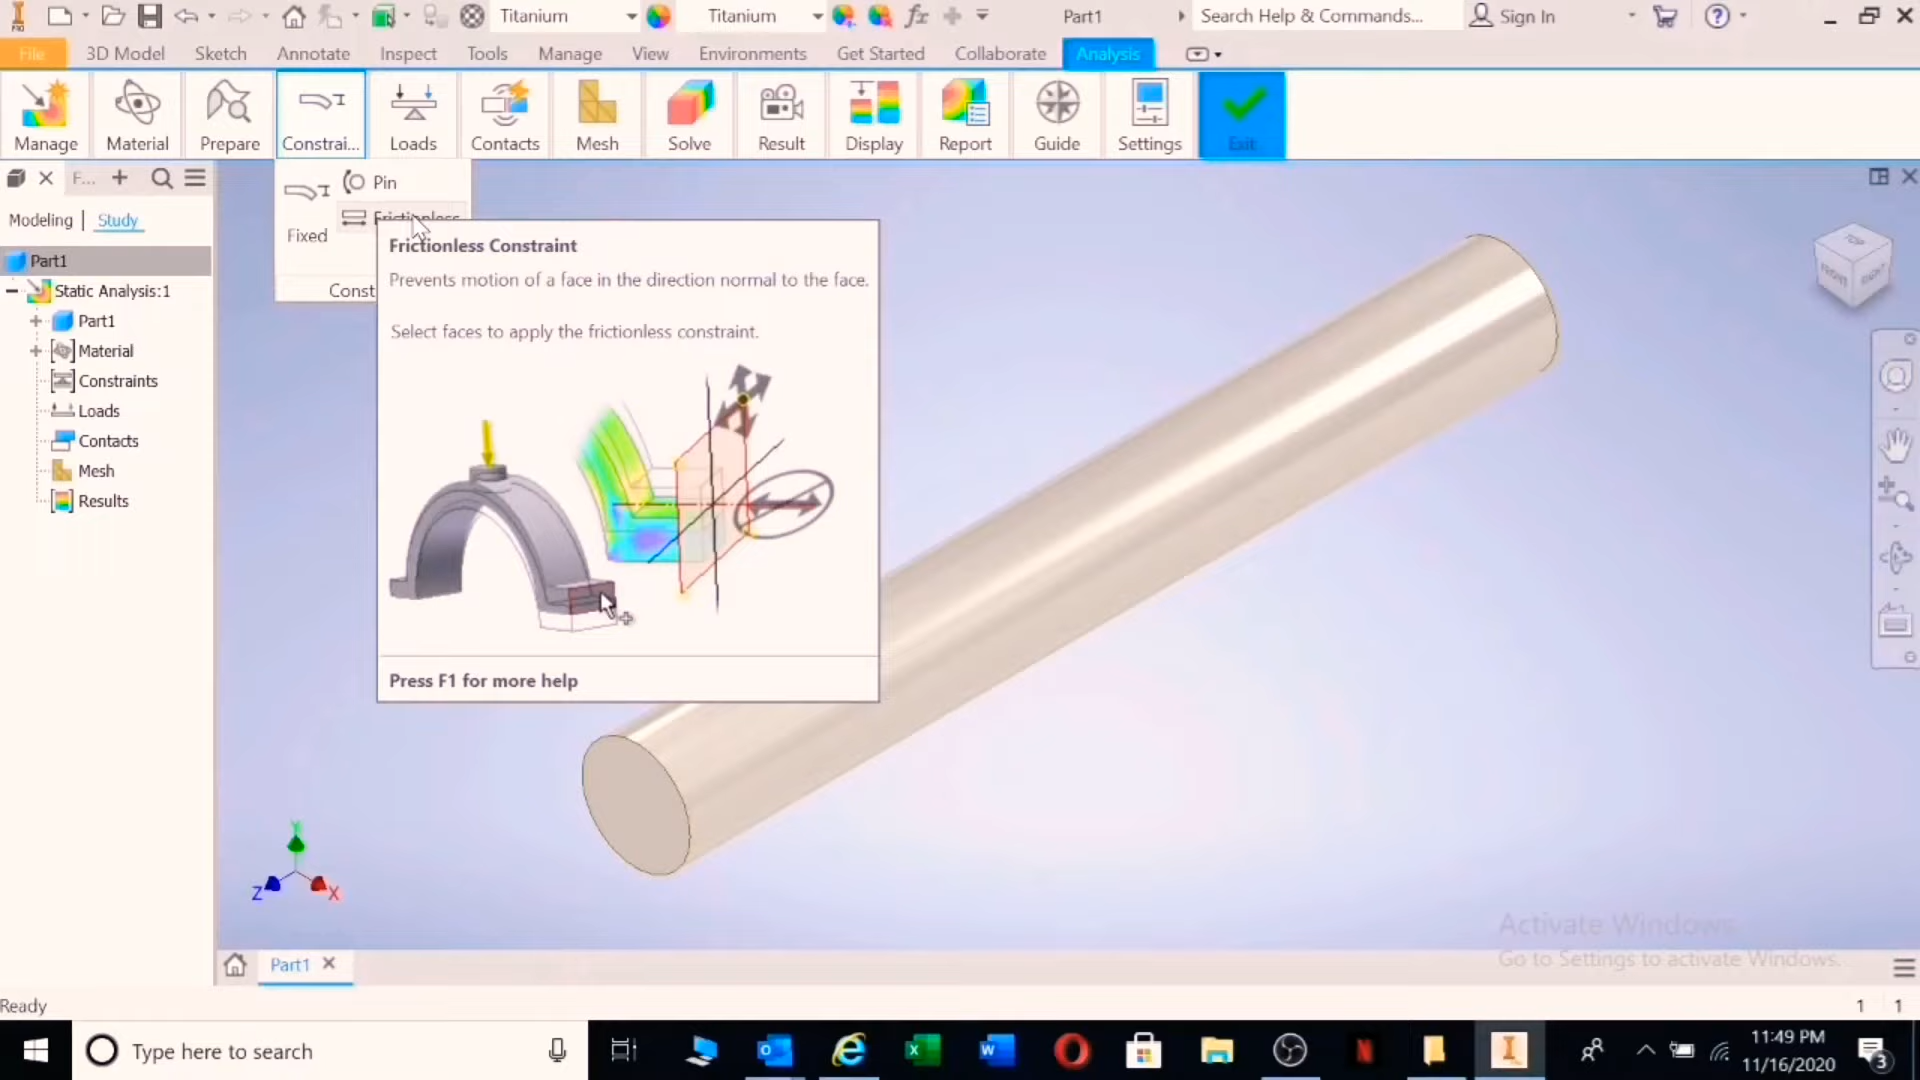 Titanium
Titanium
Part1
Search Help & Commands...
Sign In
File
3D Model
Sketch
Annotate
Inspect
Tools
Manage
View
Environments
Get Started
Collaborate
Analysis
Manage
Material
Prepare
Constrai...
Loads
Contacts
Mesh
Solve
Result
Display
Report
Guide
Settings
Exit
F...
Modeling
Study
Pin
Frictionless
Fixed
Const
Frictionless Constraint
Prevents motion of a face in the direction normal to the face.
Select faces to apply the frictionless constraint.
Press F1 for more help
Part1
Static Analysis:1
Part1
Material
Constraints
Loads
Contacts
Mesh
Results
TOP
FRONT
RIGHT
Y
Z
X
Activate Windows
Go to Settings to activate Windows.
Part1
Ready
1 1
Type here to search
11:49 PM
11/16/2020
3